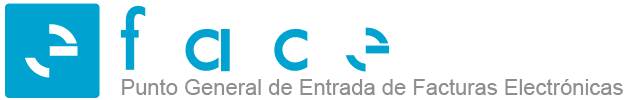 face
Punto General de Entrada de Facturas Electrónicas